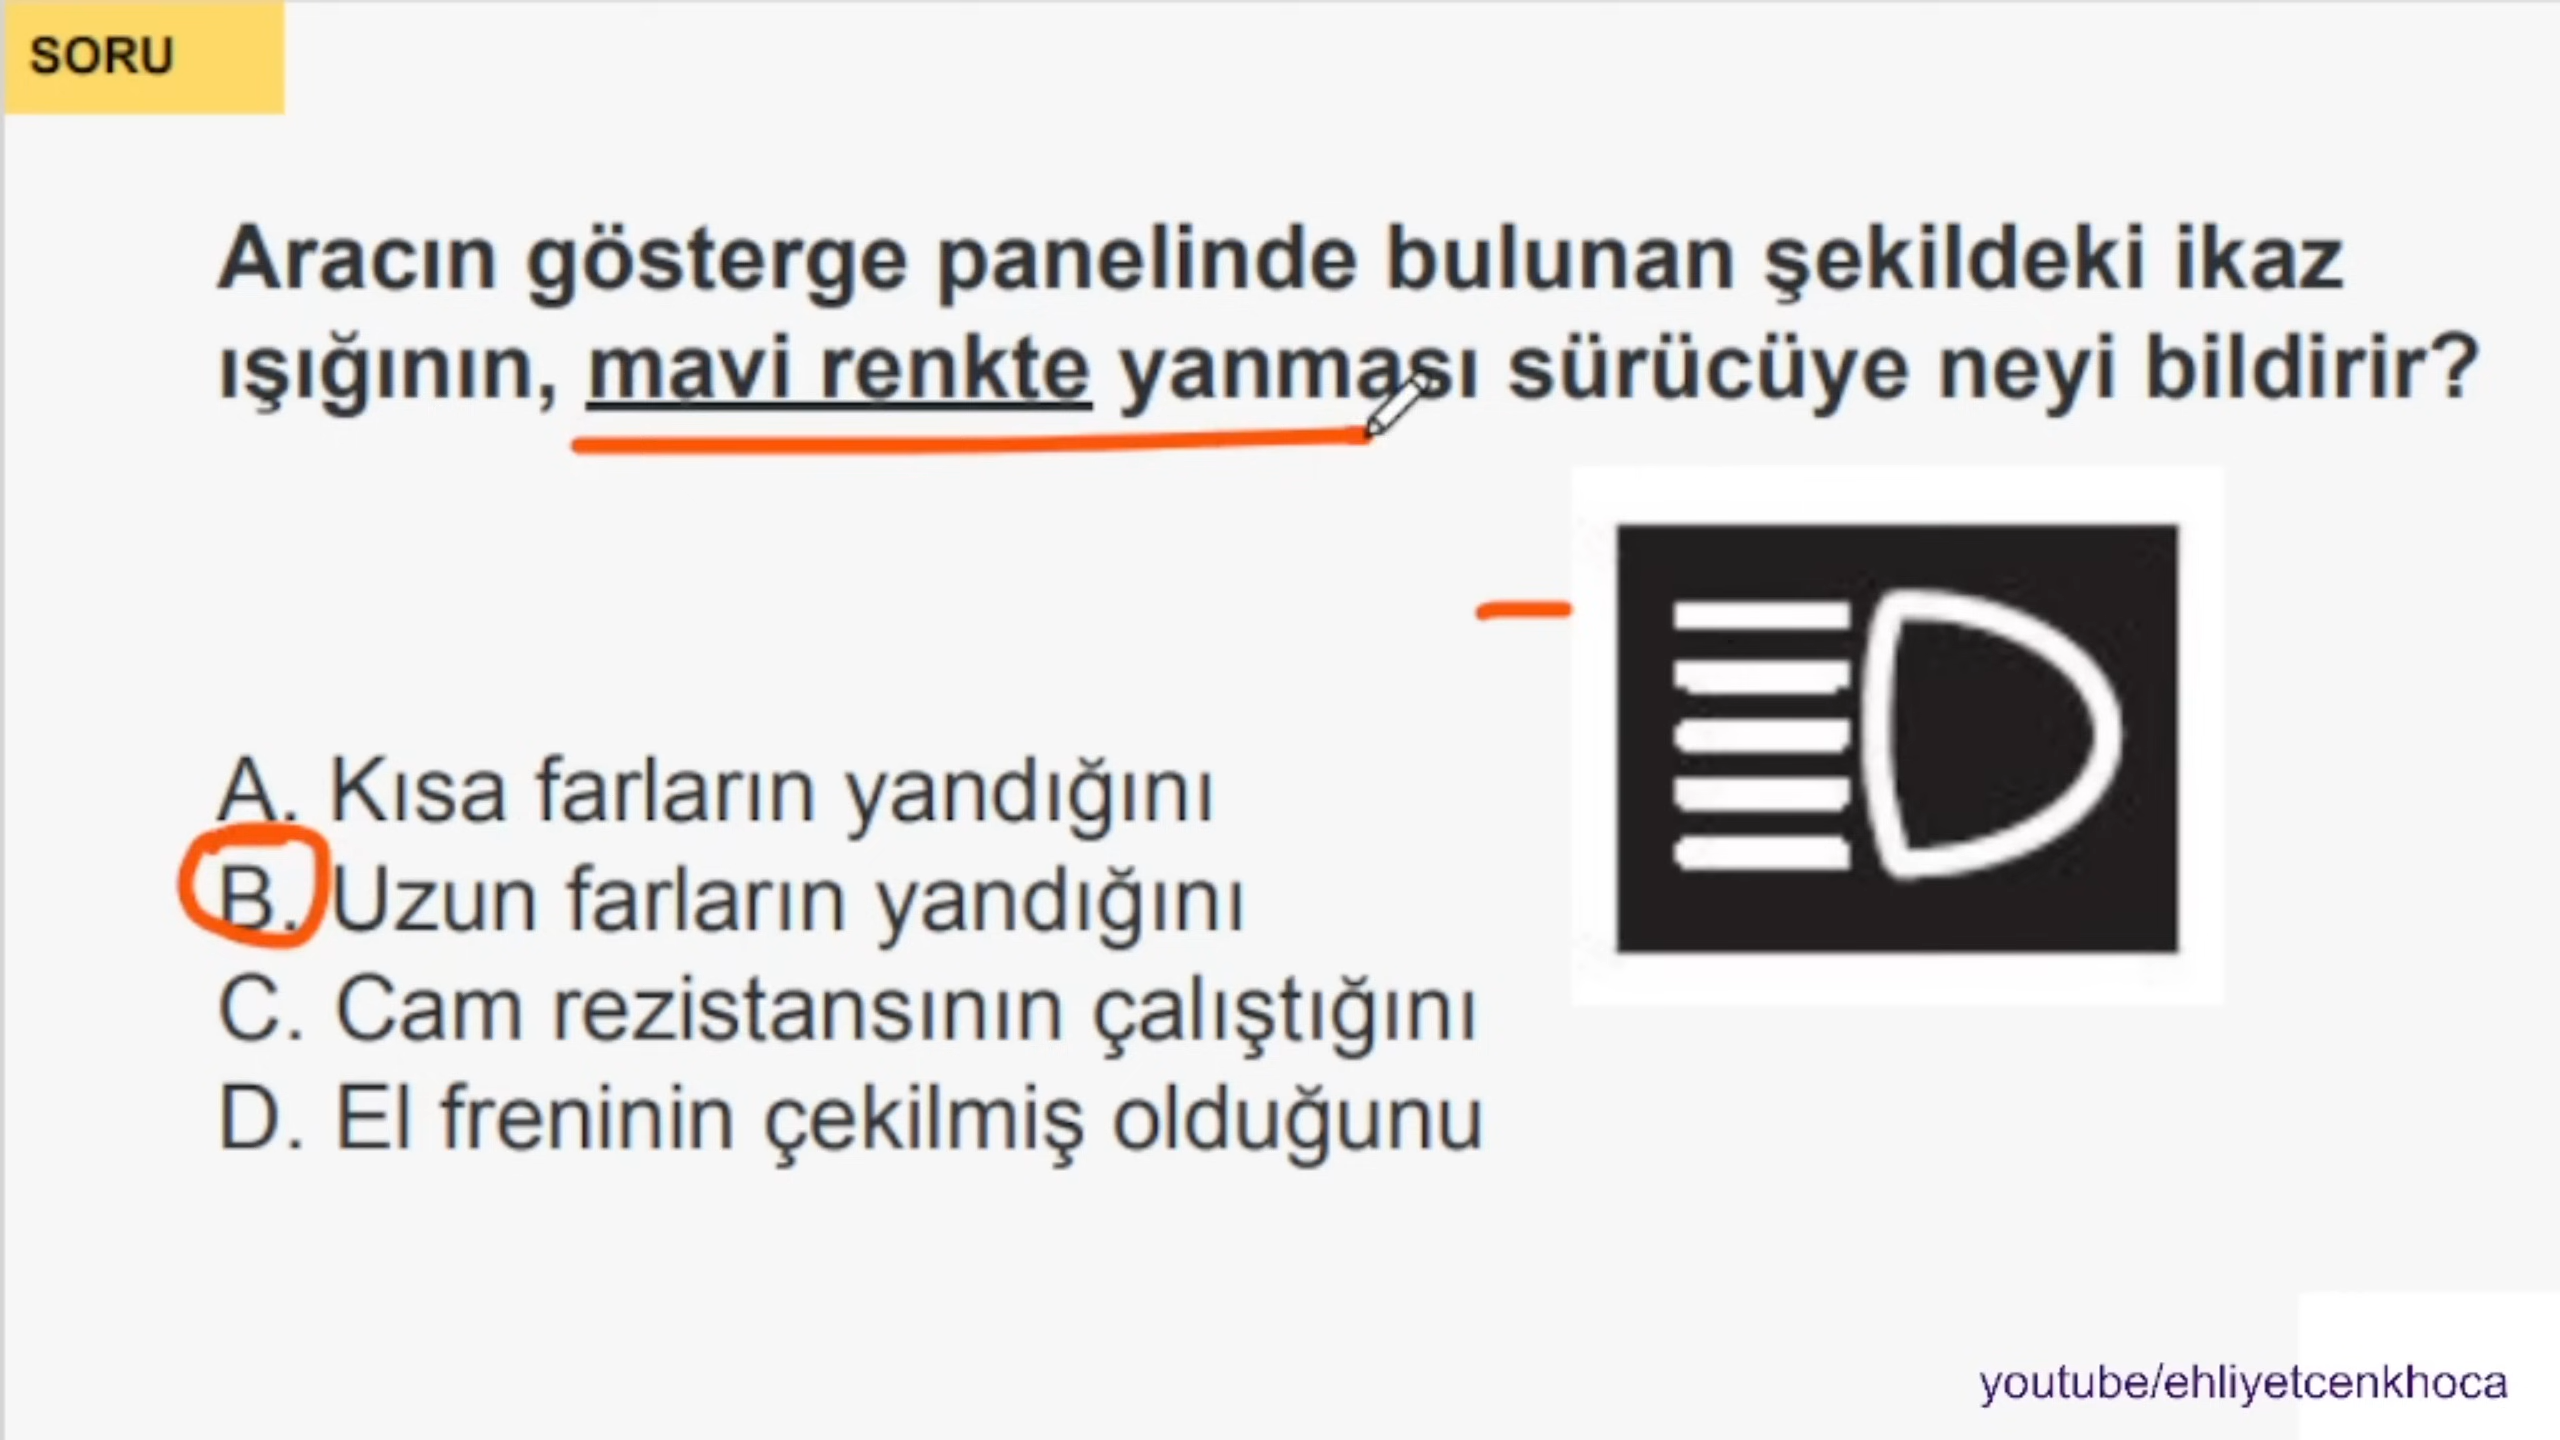 SORU
Aracın gösterge panelinde bulunan şekildeki ikaz
ışığının, mavi renkte yanması sürücüye neyi bildirir?
A. Kısa farların yandığını
B. Uzun farların yandığını
C. Cam rezistansının çalıştığını
D. El freninin çekilmiş olduğunu
youtube/ehliyetcenkhoca